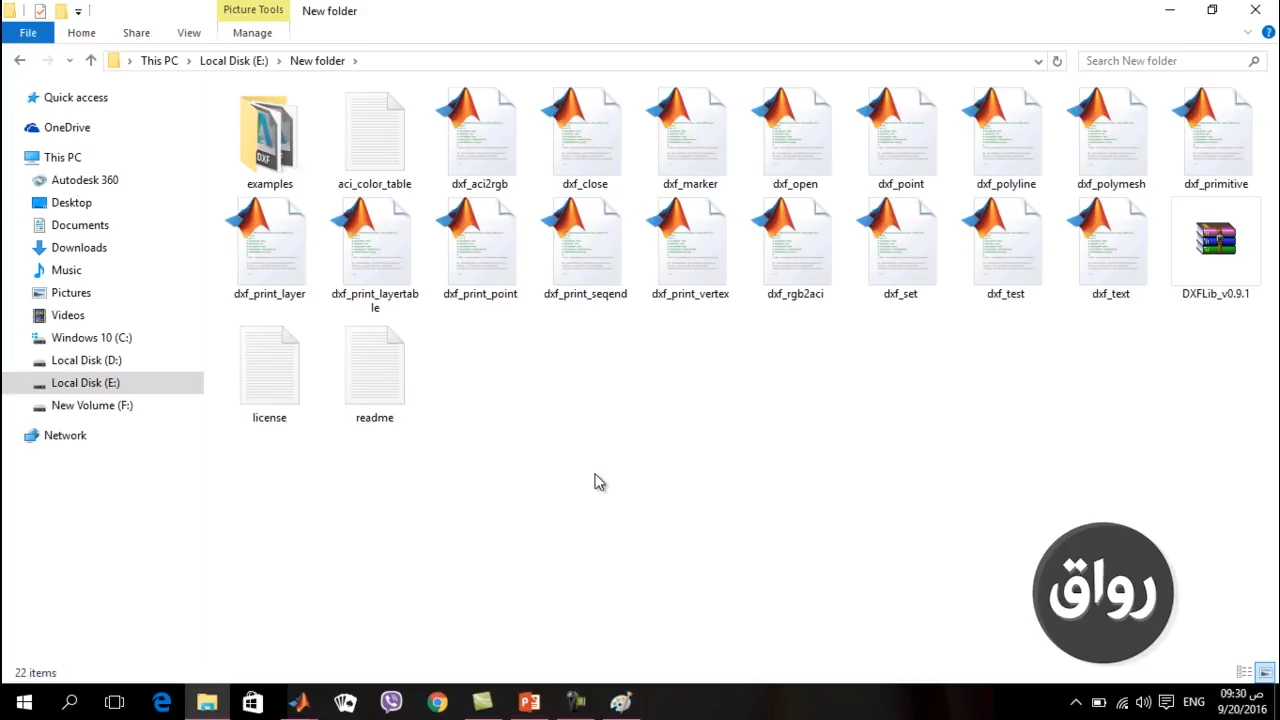 Picture Tools
New folder
File
Home
Share
View
Manage
This PC
Local Disk (E:)
New folder
Search New folder
Quick access
OneDrive
This PC
Autodesk 360
Desktop
Documents
Downloads
Music
Pictures
Videos
Windows 10 (C:)
Local Disk (D:)
Local Disk (E:)
New Volume (F:)
Network
DXF
examples
aci_color_table
dxf_aci2rgb
dxf_close
dxf_marker
dxf_open
dxf_point
dxf_polyline
dxf_polymesh
dxf_primitive
dxf_print_layer
dxf_print_layertab
le
dxf_print_point
dxf_print_seqend
dxf_print_vertex
dxf_rgb2aci
dxf_set
dxf_test
dxf_text
DXFLib_v0.9.1
license
readme
رواق
22 items
ENG
09:30 ص
9/20/2016